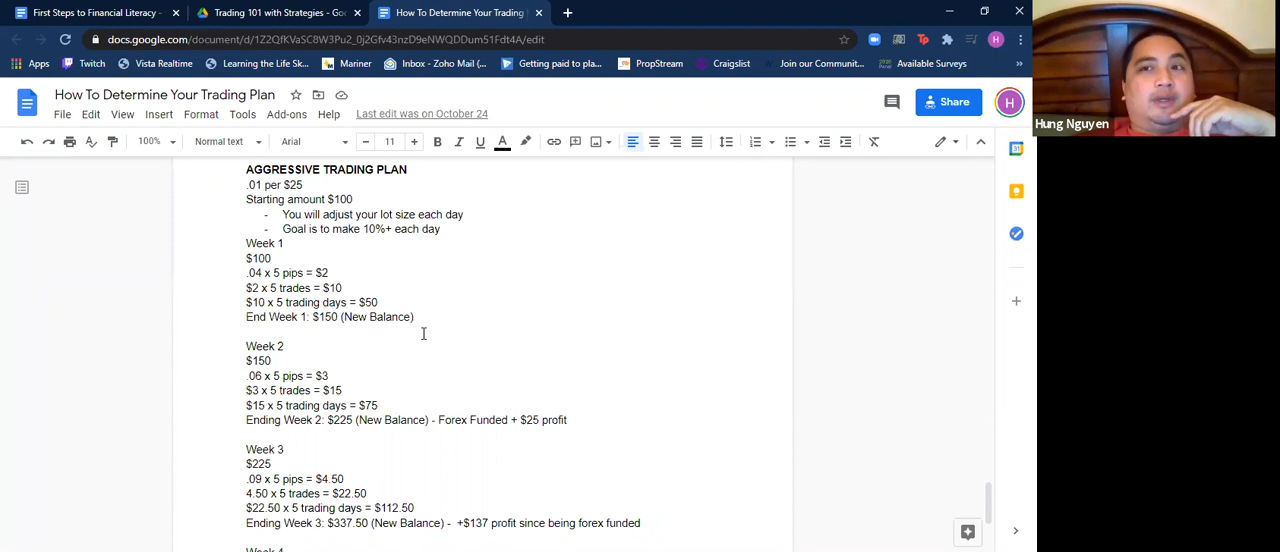 First Steps to Financial Literacy -
Trading 101 with Strategies - Goo
How To Determine Your Trading
docs.google.com/document/d/1Z2QfKVaSC8W3Pu2_0j2Gfv43nzD9eNWQDDum51Fdt4A/edit
Apps
Twitch
Vista Realtime
Learning the Life Sk...
Mariner
Inbox - Zoho Mail (...
Getting paid to pla...
PropStream
Craigslist
Join our Communit...
Available Surveys
How To Determine Your Trading Plan
File Edit View Insert Format Tools Add-ons Help Last edit was on October 24
Share
H
Hung Nguyen
100% Normal text Arial 11
AGGRESSIVE TRADING PLAN
.01 per $25
Starting amount $100
- You will adjust your lot size each day
- Goal is to make 10%+ each day
Week 1
$100
.04 x 5 pips = $2
$2 x 5 trades = $10
$10 x 5 trading days = $50
End Week 1: $150 (New Balance)
Week 2
$150
.06 x 5 pips = $3
$3 x 5 trades = $15
$15 x 5 trading days = $75
Ending Week 2: $225 (New Balance) - Forex Funded + $25 profit
Week 3
$225
.09 x 5 pips = $4.50
4.50 x 5 trades = $22.50
$22.50 x 5 trading days = $112.50
Ending Week 3: $337.50 (New Balance) - +$137 profit since being forex funded
Week 4